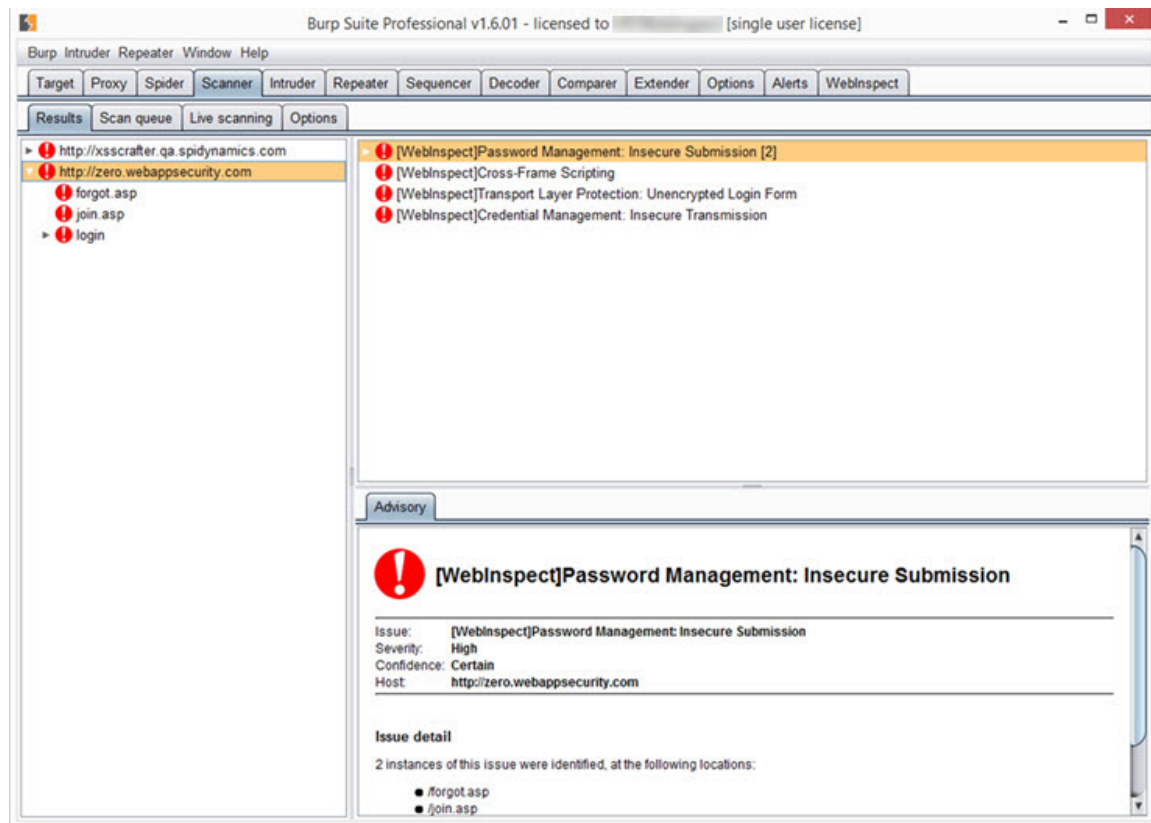 Burp Suite Professional v1.6.01 - licensed to [single user license]
Burp Intruder Repeater Window Help
Target Proxy Spider Scanner Intruder Repeater Sequencer Decoder Comparer Extender Options Alerts WebInspect
Results Scan queue Live scanning Options
http://xsscrafter.qa.spidynamics.com
http://zero.webappsecurity.com
forgot.asp
join.asp
login
[WebInspect]Password Management: Insecure Submission [2]
[WebInspect]Cross-Frame Scripting
[WebInspect]Transport Layer Protection: Unencrypted Login Form
[WebInspect]Credential Management: Insecure Transmission
Advisory
[WebInspect]Password Management: Insecure Submission
Issue: [WebInspect]Password Management: Insecure Submission
Severity: High
Confidence: Certain
Host: http://zero.webappsecurity.com
Issue detail
2 instances of this issue were identified, at the following locations:
/forgot.asp
/join.asp